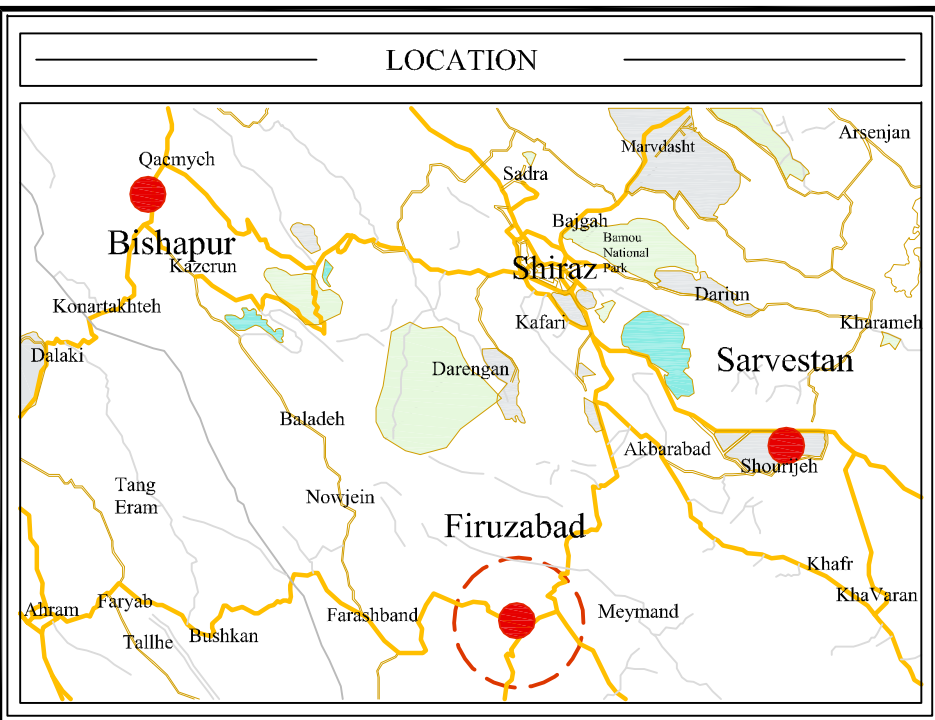 LOCATION
Arsenjan
Marvdasht
Qaemych
Sadra
Bajgah
Bamou
National
Park
Bishapur
Kazerun
Shiraz
Dariun
Konartakhteh
Kafari
Kharameh
Dalaki
Darengan
Sarvestan
Baladeh
Akbarabad
Shourijeh
Tang
Eram
Nowjein
Firuzabad
Khafr
KhaVaran
Ahram
Faryab
Farashband
Meymand
Tallhe
Bushkan